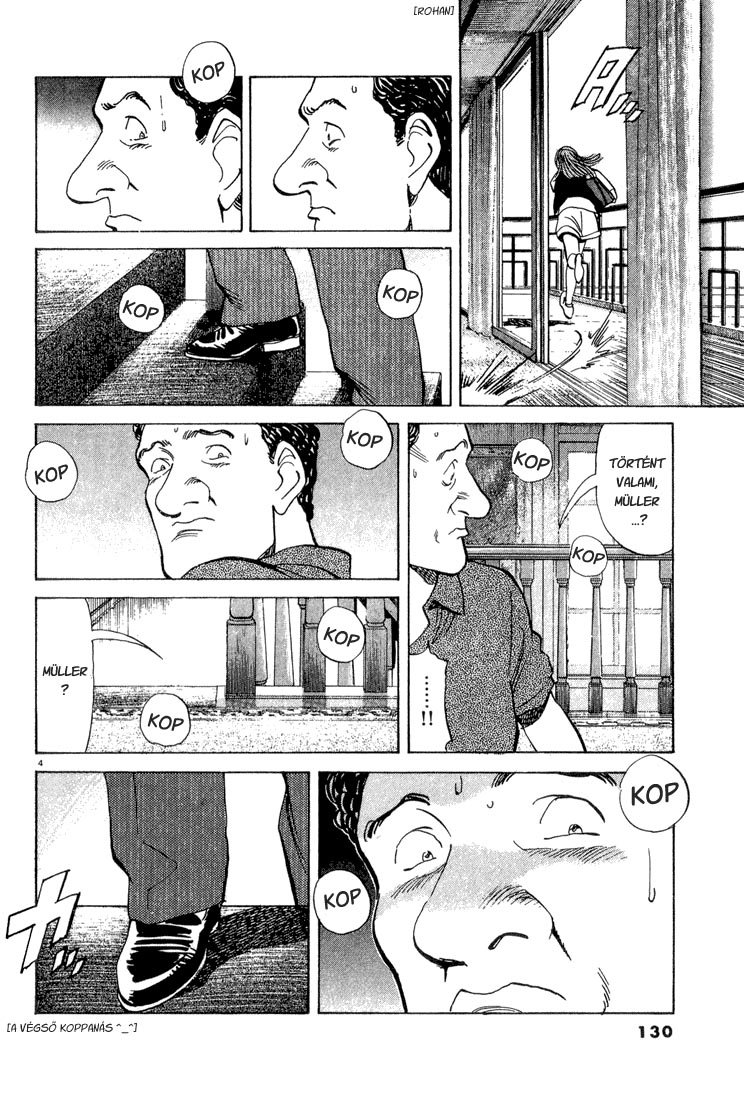 [ROHAN]
KOP
KOP
KOP
KOP
TÖRTÉNT
VALAMI,
MÜLLER
...?
KOP
......!!
KOP
KOP
KOP
MÜLLER
?
KOP
4
KOP
KOP
カ
[A VÉGSŐ KOPPANÁS ^_^]
130